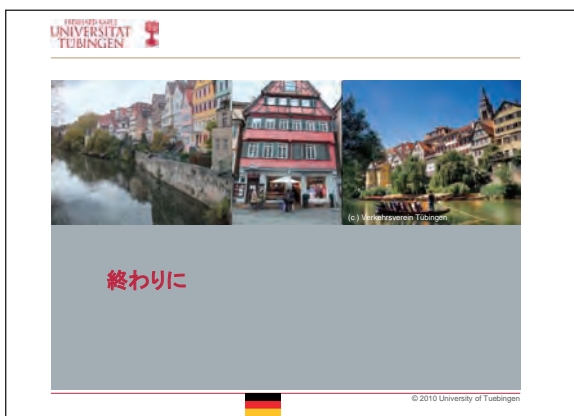 EBERHARD KARLS
UNIVERSITÄT
TÜBINGEN
(c) Verkehrsverein Tübingen
終わりに
© 2010 University of Tuebingen